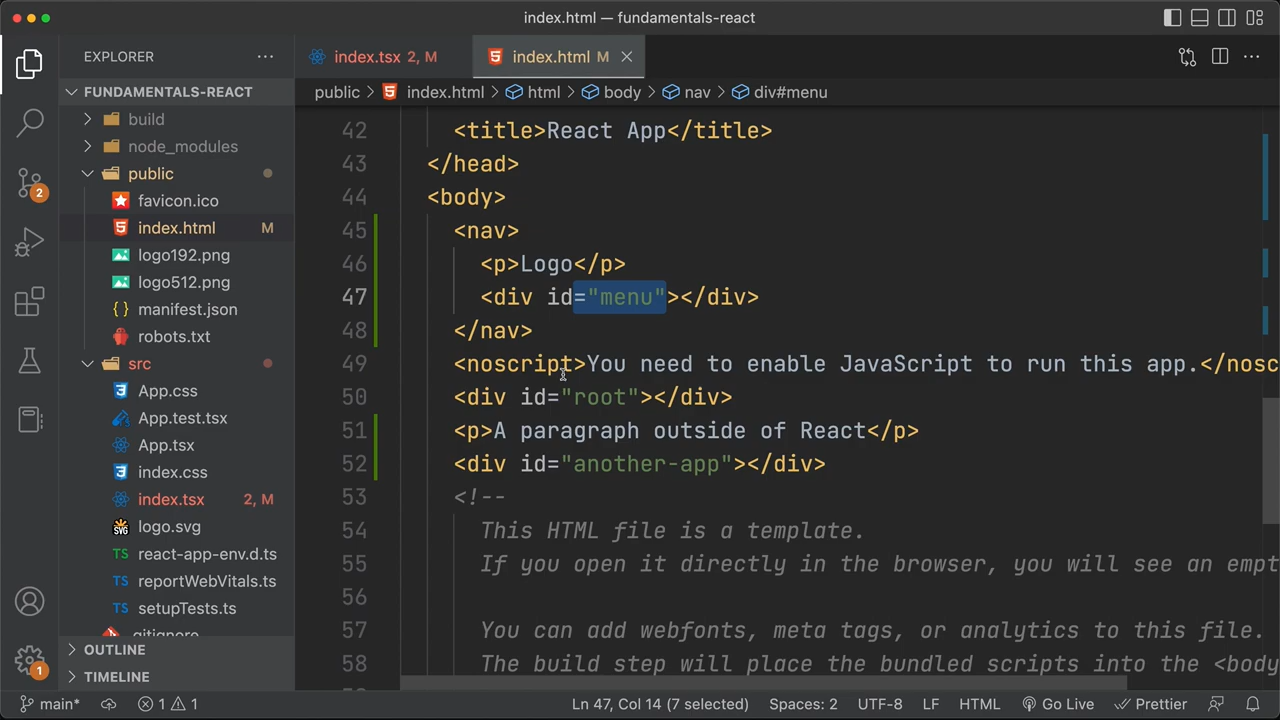 index.html — fundamentals-react
EXPLORER
index.tsx 2, M
index.html M
FUNDAMENTALS-REACT
public > index.html > html > body > nav > div#menu
build
node_modules
public
favicon.ico
index.html M
logo192.png
logo512.png
manifest.json
robots.txt
src
App.css
App.test.tsx
App.tsx
index.css
index.tsx 2, M
logo.svg
react-app-env.d.ts
reportWebVitals.ts
setupTests.ts
.gitignore
OUTLINE
TIMELINE
2
1
42 <title>React App</title>
43 </head>
44 <body>
45 <nav>
46 <p>Logo</p>
47 <div id="menu"></div>
48 </nav>
49 <noscript>You need to enable JavaScript to run this app.</nosc
50 <div id="root"></div>
51 <p>A paragraph outside of React</p>
52 <div id="another-app"></div>
53 <!--
54 This HTML file is a template.
55 If you open it directly in the browser, you will see an empt
56
57 You can add webfonts, meta tags, or analytics to this file.
58 The build step will place the bundled scripts into the <body
main* 1 1 Ln 47, Col 14 (7 selected) Spaces: 2 UTF-8 LF HTML Go Live Prettier